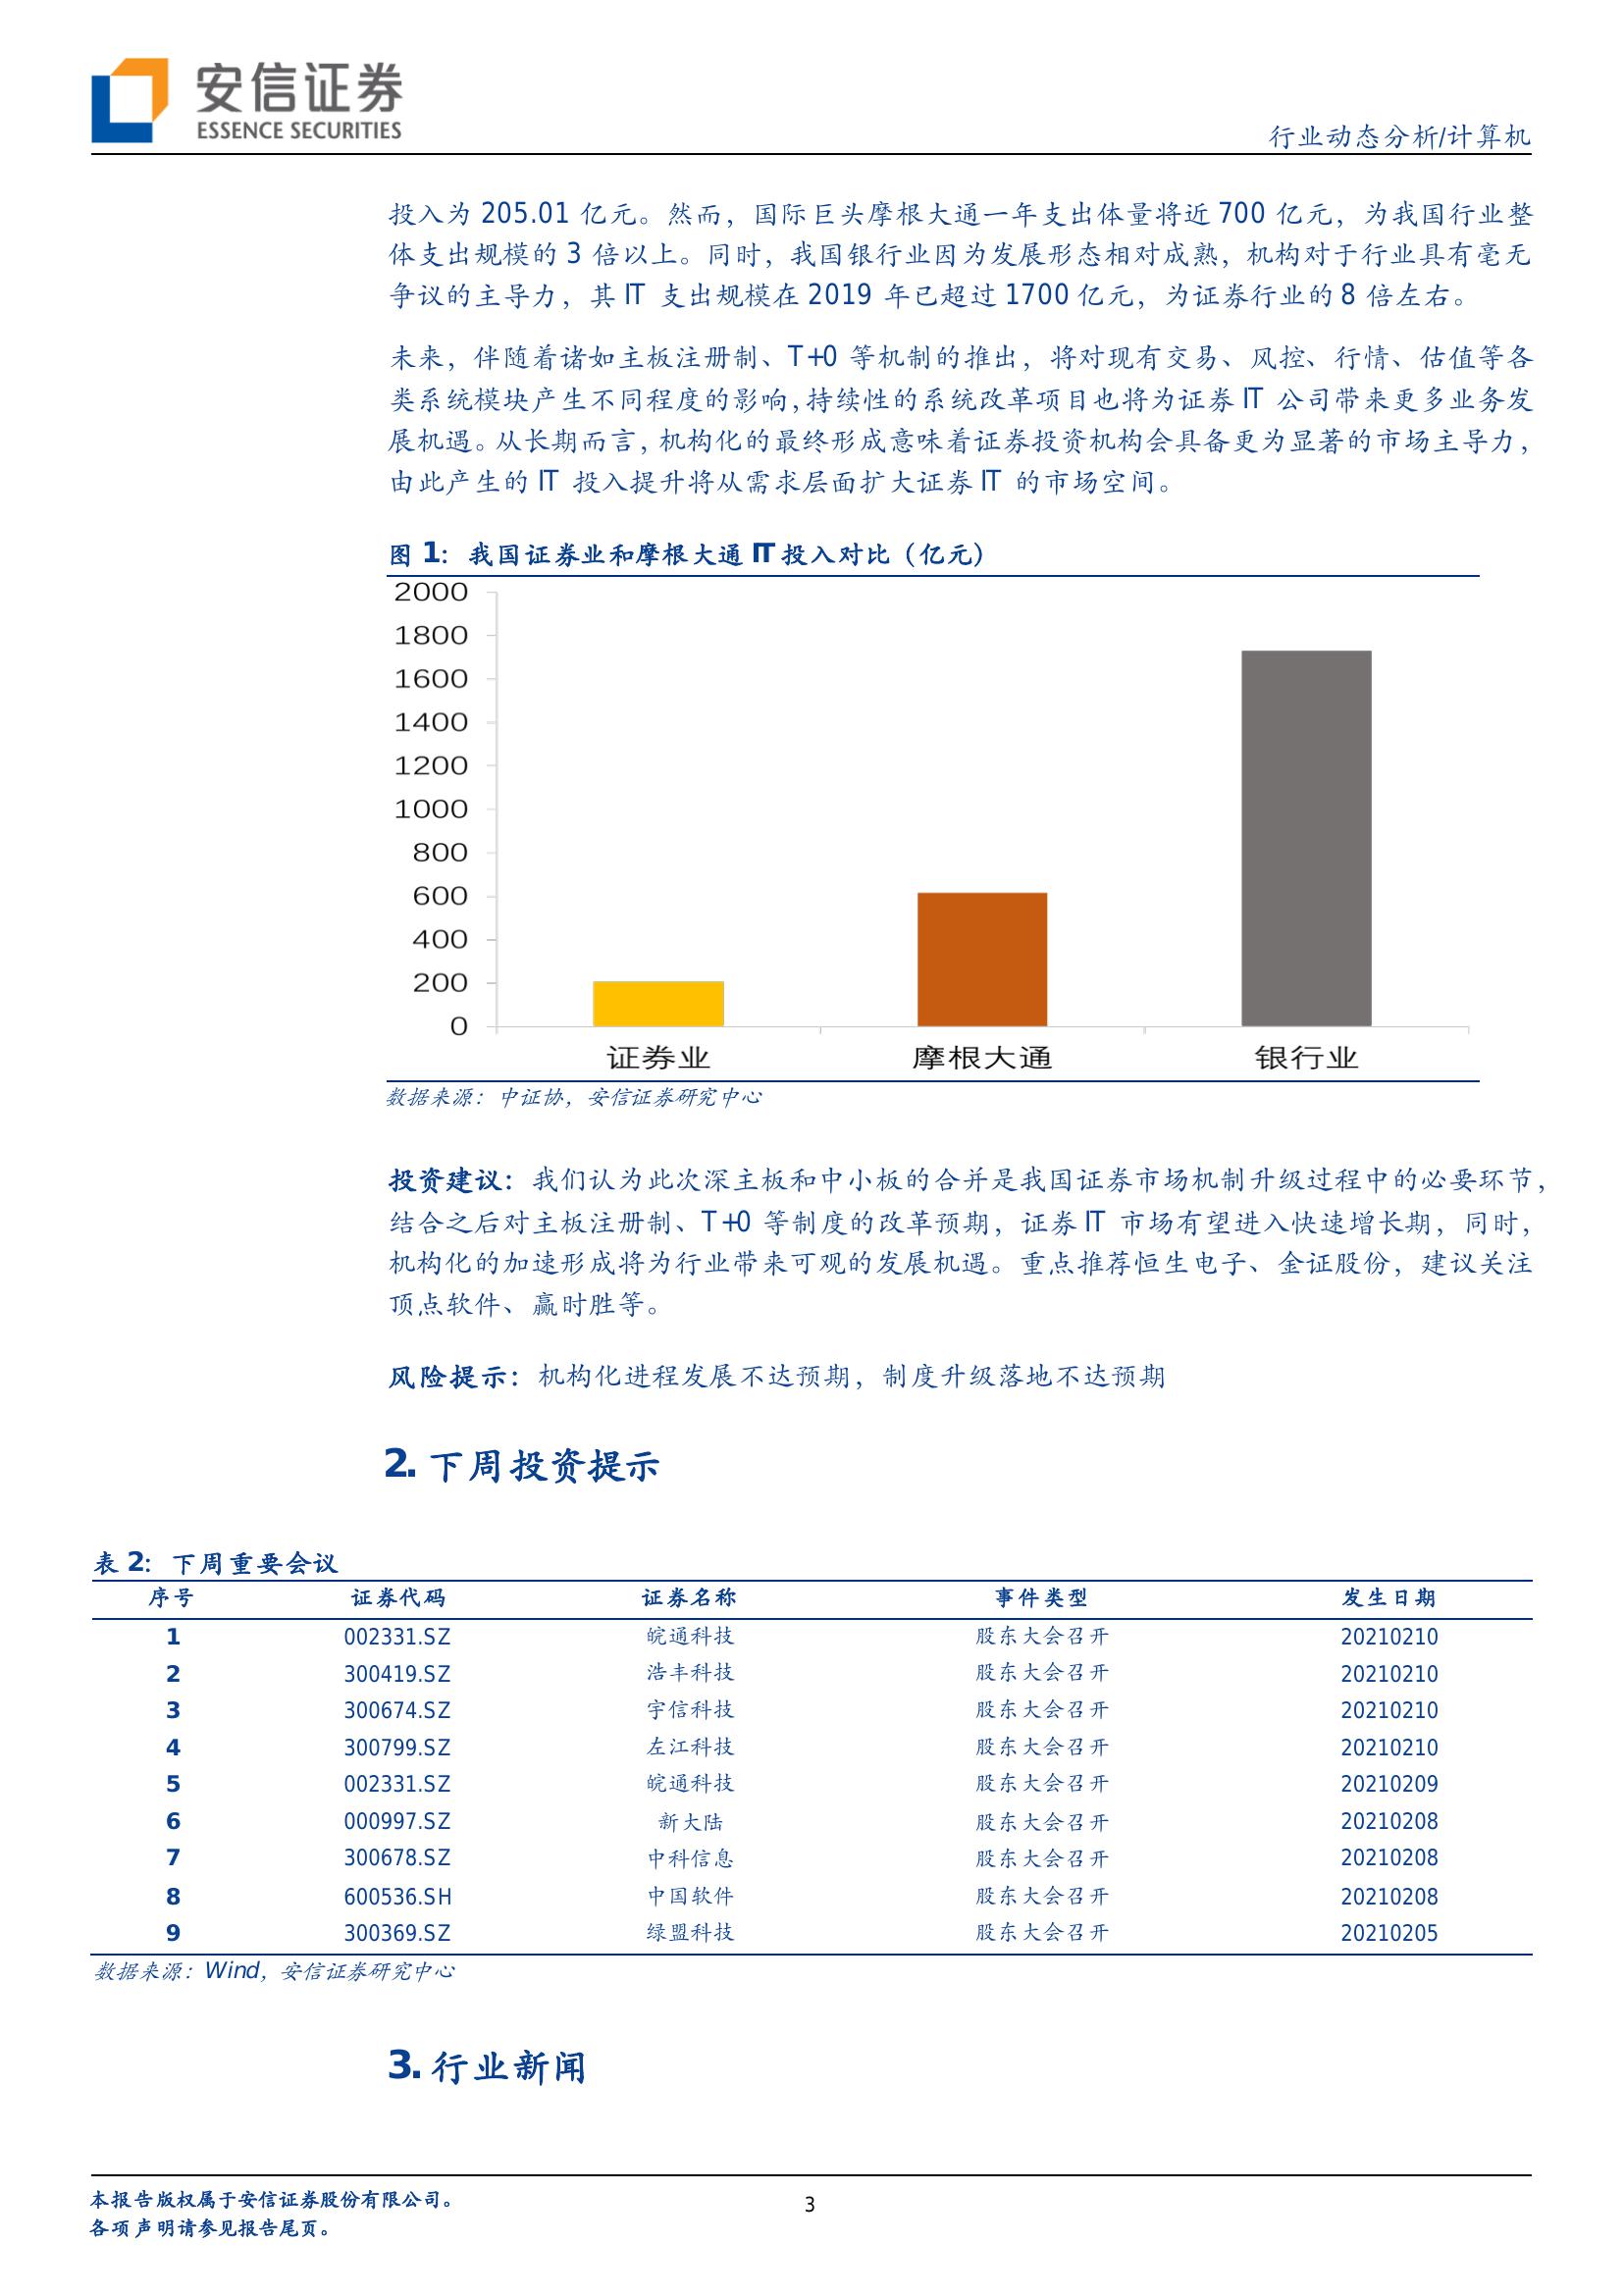 安信证券
ESSENCE SECURITIES
行业动态分析/计算机
投入为 205.01 亿元。然而，国际巨头摩根大通一年支出体量将近 700 亿元，为我国行业整
体支出规模的 3 倍以上。同时，我国银行业因为发展形态相对成熟，机构对于行业具有毫无
争议的主导力，其 IT 支出规模在 2019 年已超过 1700 亿元，为证券行业的 8 倍左右。
未来，伴随着诸如主板注册制、T+0 等机制的推出，将对现有交易、风控、行情、估值等各
类系统模块产生不同程度的影响，持续性的系统改革项目也将为证券 IT 公司带来更多业务发
展机遇。从长期而言，机构化的最终形成意味着证券投资机构会具备更为显著的市场主导力，
由此产生的 IT 投入提升将从需求层面扩大证券 IT 的市场空间。
图 1：我国证券业和摩根大通 IT 投入对比（亿元）
2000
1800
1600
1400
1200
1000
800
600
400
200
0
证券业 摩根大通 银行业
数据来源：中证协，安信证券研究中心
投资建议：我们认为此次深主板和中小板的合并是我国证券市场机制升级过程中的必要环节，
结合之后对主板注册制、T+0 等制度的改革预期，证券 IT 市场有望进入快速增长期，同时，
机构化的加速形成将为行业带来可观的发展机遇。重点推荐恒生电子、金证股份，建议关注
顶点软件、赢时胜等。
风险提示：机构化进程发展不达预期，制度升级落地不达预期
2. 下周投资提示
表 2：下周重要会议
序号 证券代码 证券名称 事件类型 发生日期
1 002331.SZ 皖通科技 股东大会召开 20210210
2 300419.SZ 浩丰科技 股东大会召开 20210210
3 300674.SZ 宇信科技 股东大会召开 20210210
4 300799.SZ 左江科技 股东大会召开 20210210
5 002331.SZ 皖通科技 股东大会召开 20210209
6 000997.SZ 新大陆 股东大会召开 20210208
7 300678.SZ 中科信息 股东大会召开 20210208
8 600536.SH 中国软件 股东大会召开 20210208
9 300369.SZ 绿盟科技 股东大会召开 20210205
数据来源：Wind，安信证券研究中心
3. 行业新闻
本报告版权属于安信证券股份有限公司。
各项声明请参见报告尾页。
3